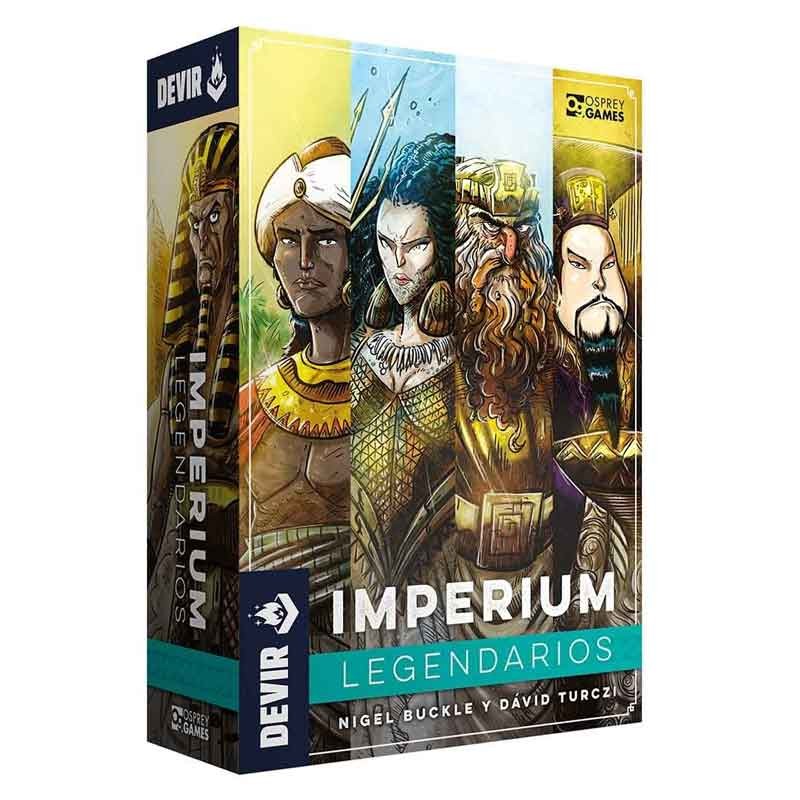 DEVIR
OSPREY
GAMES
IMPERIUM
LEGENDARIOS
OSPREY
GAMES
DEVIR
IMPERIUM
LEGENDARIOS
NIGEL BUCKLE Y DÁVID TURCZI